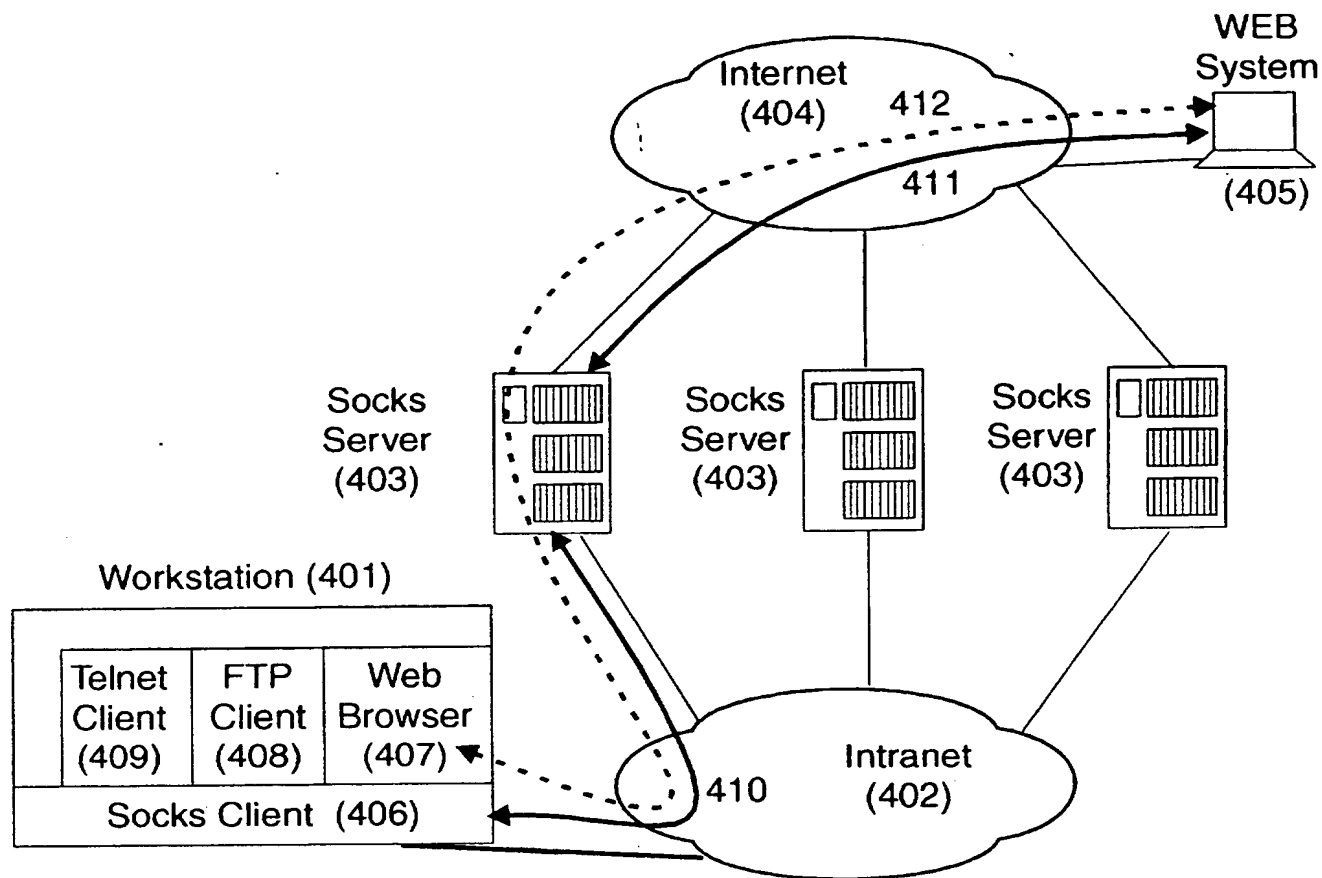 WEB
System
(405)
Internet
(404)
412
411
Socks
Server
(403)
Socks
Server
(403)
Socks
Server
(403)
Workstation (401)
Telnet
Client
(409)
FTP
Client
(408)
Web
Browser
(407)
Socks Client (406)
410
Intranet
(402)